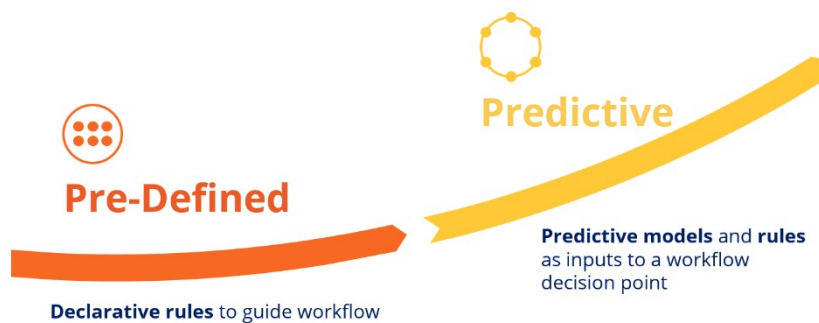 Pre-Defined
Declarative rules to guide workflow
Predictive
Predictive models and rules
as inputs to a workflow
decision point